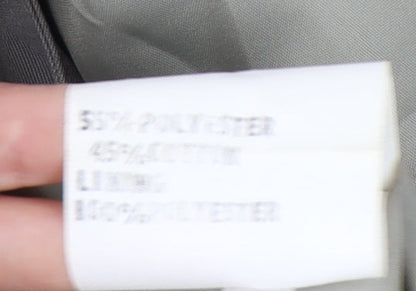 55% POLYESTER
45% COTTON
LINING
100% POLYESTER